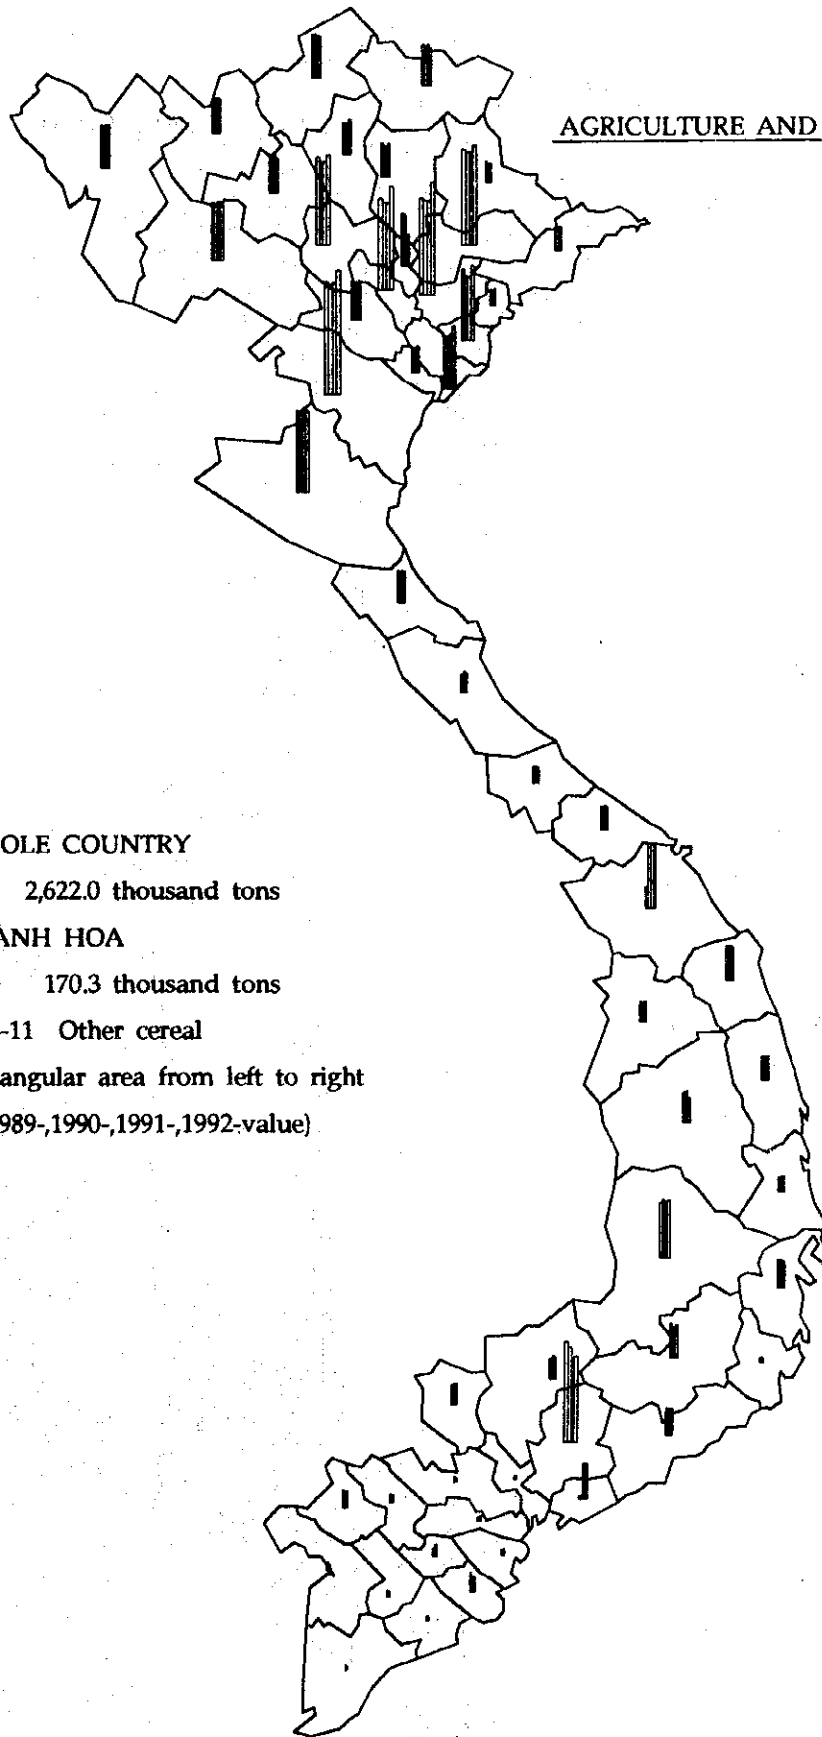 AGRICULTURE AND
OLE COUNTRY
2,622.0 thousand tons
ANH HOA
170.3 thousand tons
-11 Other cereal
angular area from left to right
989-,1990-,1991-,1992-value)